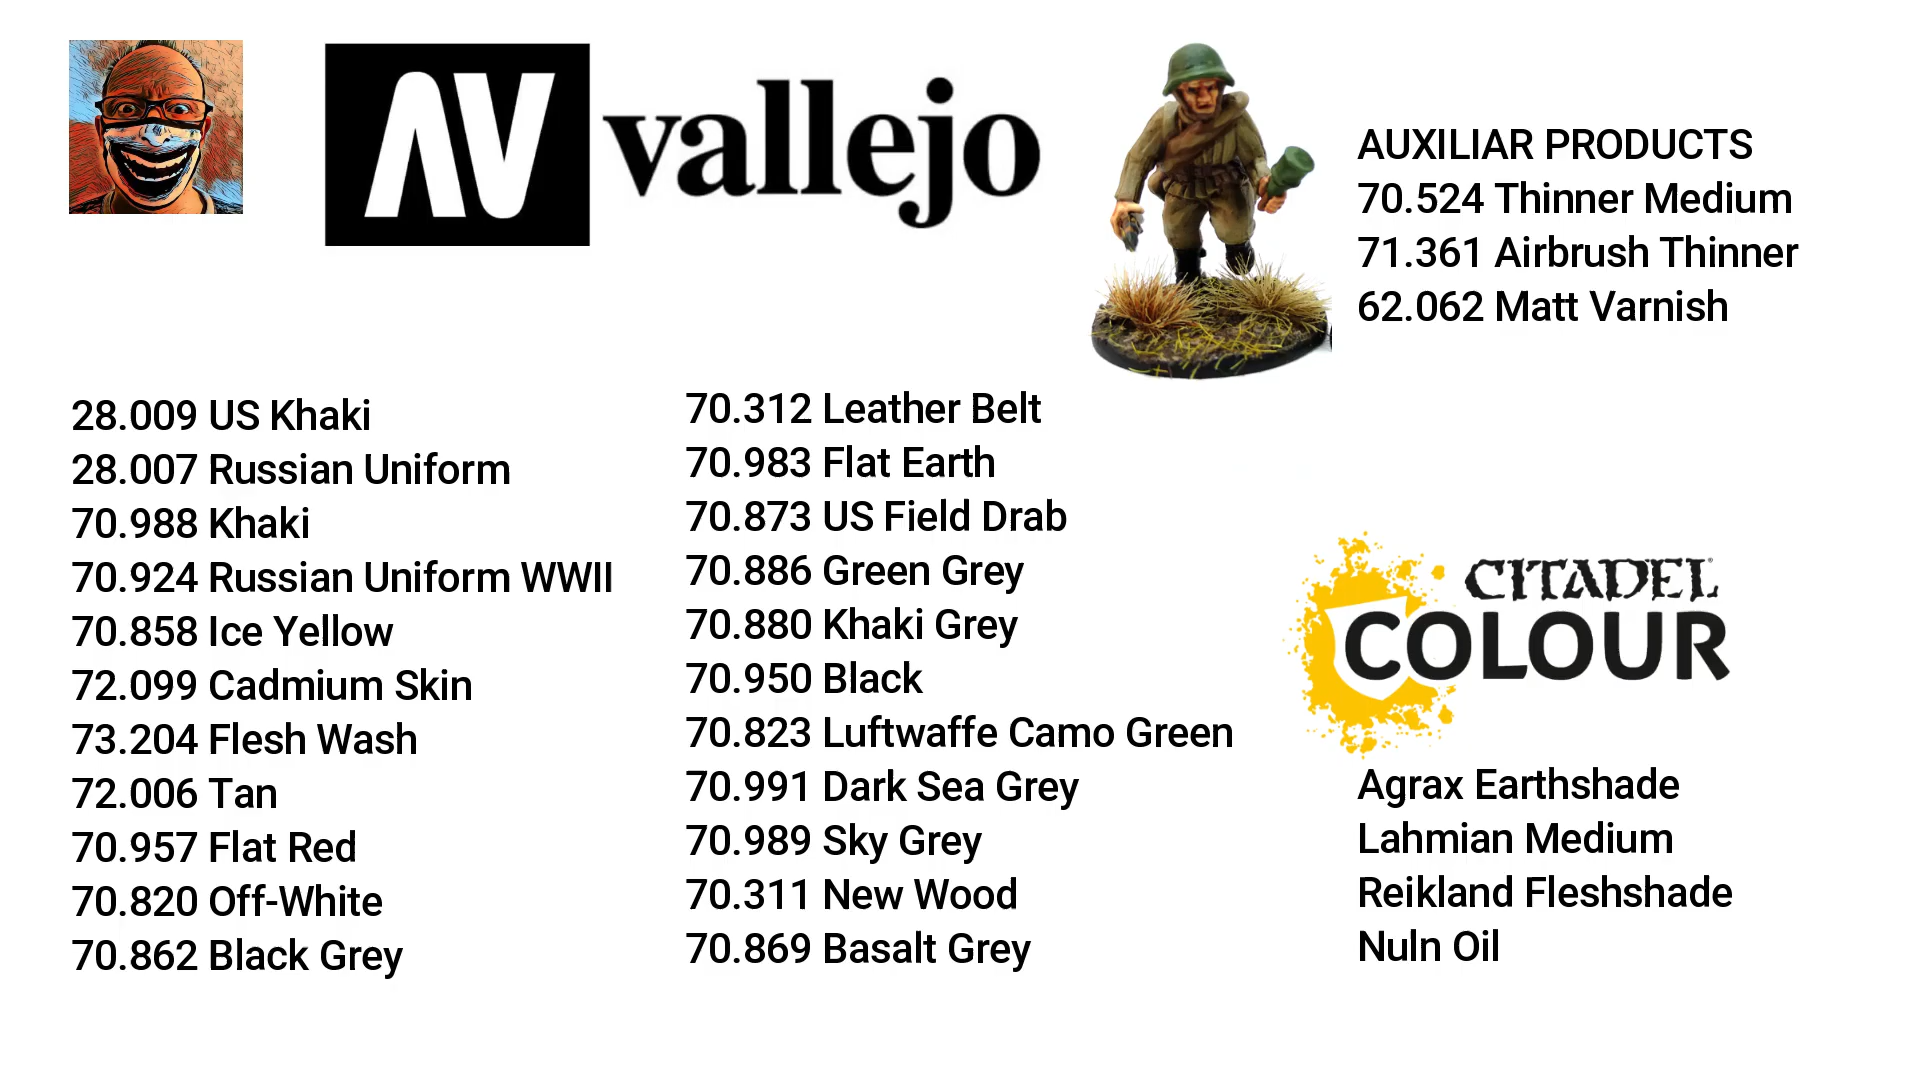 AV vallejo
AUXILIAR PRODUCTS
70.524 Thinner Medium
71.361 Airbrush Thinner
62.062 Matt Varnish
28.009 US Khaki
28.007 Russian Uniform
70.988 Khaki
70.924 Russian Uniform WWII
70.858 Ice Yellow
72.099 Cadmium Skin
73.204 Flesh Wash
72.006 Tan
70.957 Flat Red
70.820 Off-White
70.862 Black Grey
70.312 Leather Belt
70.983 Flat Earth
70.873 US Field Drab
70.886 Green Grey
70.880 Khaki Grey
70.950 Black
70.823 Luftwaffe Camo Green
70.991 Dark Sea Grey
70.989 Sky Grey
70.311 New Wood
70.869 Basalt Grey
CITADEL
COLOUR
Agrax Earthshade
Lahmian Medium
Reikland Fleshshade
Nuln Oil